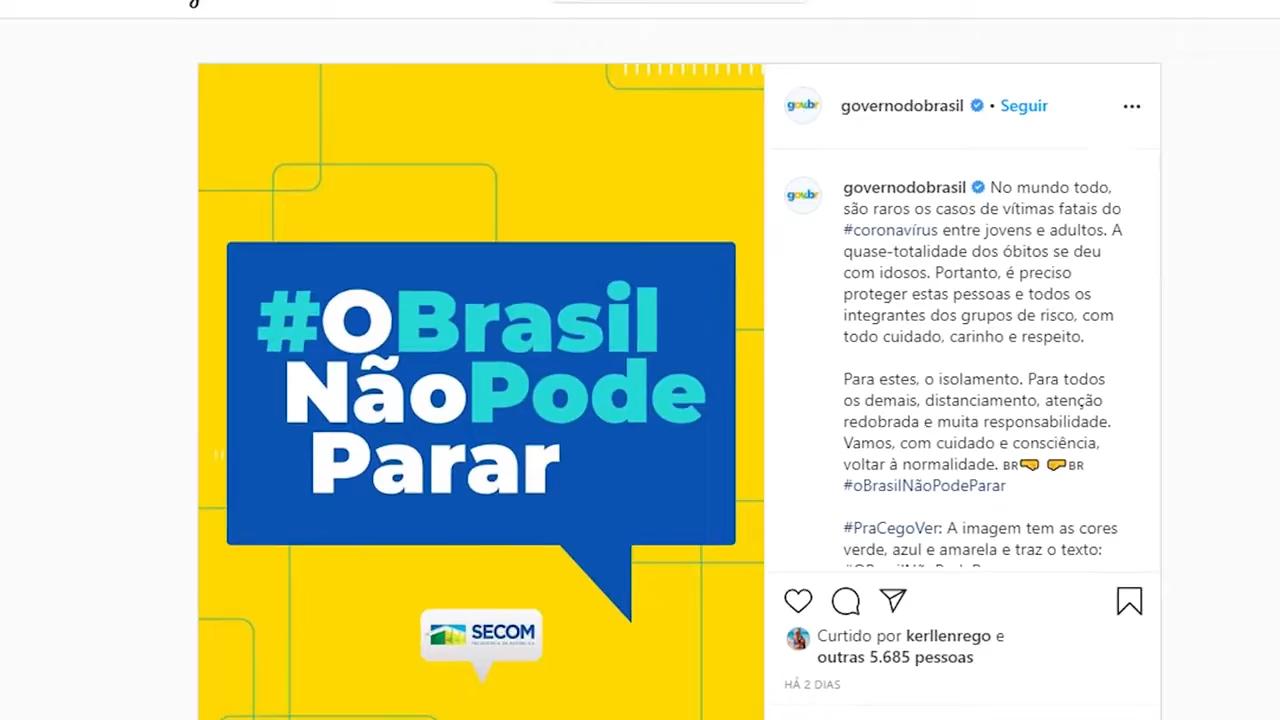 #OBrasil
NãoPode
Parar
SECOM
gov.br
governodobrasil • Seguir
gov.br
governodobrasil No mundo todo,
são raros os casos de vítimas fatais do
#coronavírus entre jovens e adultos. A
quase-totalidade dos óbitos se deu
com idosos. Portanto, é preciso
proteger estas pessoas e todos os
integrantes dos grupos de risco, com
todo cuidado, carinho e respeito.
Para estes, o isolamento. Para todos
os demais, distanciamento, atenção
redobrada e muita responsabilidade.
Vamos, com cuidado e consciência,
voltar à normalidade. BR🤜 🤛BR
#oBrasilNãoPodeParar
#PraCegoVer: A imagem tem as cores
verde, azul e amarela e traz o texto:
Curtido por kerllenrego e
outras 5.685 pessoas
HÁ 2 DIAS